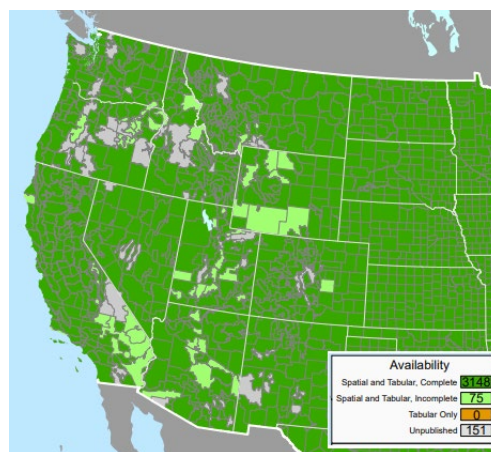 Availability
Spatial and Tabular, Complete 3148
Spatial and Tabular, Incomplete 75
Tabular Only 0
Unpublished 151